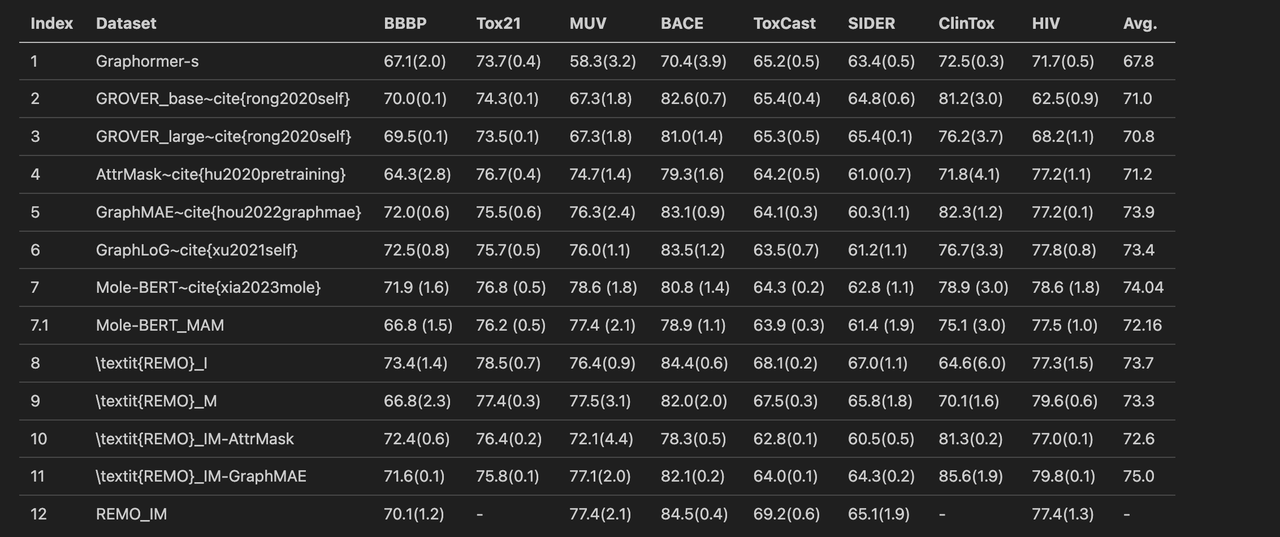 Index Dataset BBBP Tox21 MUV BACE ToxCast SIDER ClinTox HIV Avg.
1 Graphormer-s 67.1(2.0) 73.7(0.4) 58.3(3.2) 70.4(3.9) 65.2(0.5) 63.4(0.5) 72.5(0.3) 71.7(0.5) 67.8
2 GROVER_base~cite{rong2020self} 70.0(0.1) 74.3(0.1) 67.3(1.8) 82.6(0.7) 65.4(0.4) 64.8(0.6) 81.2(3.0) 62.5(0.9) 71.0
3 GROVER_large~cite{rong2020self} 69.5(0.1) 73.5(0.1) 67.3(1.8) 81.0(1.4) 65.3(0.5) 65.4(0.1) 76.2(3.7) 68.2(1.1) 70.8
4 AttrMask~cite{hu2020pretraining} 64.3(2.8) 76.7(0.4) 74.7(1.4) 79.3(1.6) 64.2(0.5) 61.0(0.7) 71.8(4.1) 77.2(1.1) 71.2
5 GraphMAE~cite{hou2022graphmae} 72.0(0.6) 75.5(0.6) 76.3(2.4) 83.1(0.9) 64.1(0.3) 60.3(1.1) 82.3(1.2) 77.2(0.1) 73.9
6 GraphLoG~cite{xu2021self} 72.5(0.8) 75.7(0.5) 76.0(1.1) 83.5(1.2) 63.5(0.7) 61.2(1.1) 76.7(3.3) 77.8(0.8) 73.4
7 Mole-BERT~cite{xia2023mole} 71.9 (1.6) 76.8 (0.5) 78.6 (1.8) 80.8 (1.4) 64.3 (0.2) 62.8 (1.1) 78.9 (3.0) 78.6 (1.8) 74.04
7.1 Mole-BERT_MAM 66.8 (1.5) 76.2 (0.5) 77.4 (2.1) 78.9 (1.1) 63.9 (0.3) 61.4 (1.9) 75.1 (3.0) 77.5 (1.0) 72.16
8 \textit{REMO}_I 73.4(1.4) 78.5(0.7) 76.4(0.9) 84.4(0.6) 68.1(0.2) 67.0(1.1) 64.6(6.0) 77.3(1.5) 73.7
9 \textit{REMO}_M 66.8(2.3) 77.4(0.3) 77.5(3.1) 82.0(2.0) 67.5(0.3) 65.8(1.8) 70.1(1.6) 79.6(0.6) 73.3
10 \textit{REMO}_IM-AttrMask 72.4(0.6) 76.4(0.2) 72.1(4.4) 78.3(0.5) 62.8(0.1) 60.5(0.5) 81.3(0.2) 77.0(0.1) 72.6
11 \textit{REMO}_IM-GraphMAE 71.6(0.1) 75.8(0.1) 77.1(2.0) 82.1(0.2) 64.0(0.1) 64.3(0.2) 85.6(1.9) 79.8(0.1) 75.0
12 REMO_IM 70.1(1.2) - 77.4(2.1) 84.5(0.4) 69.2(0.6) 65.1(1.9) - 77.4(1.3) -